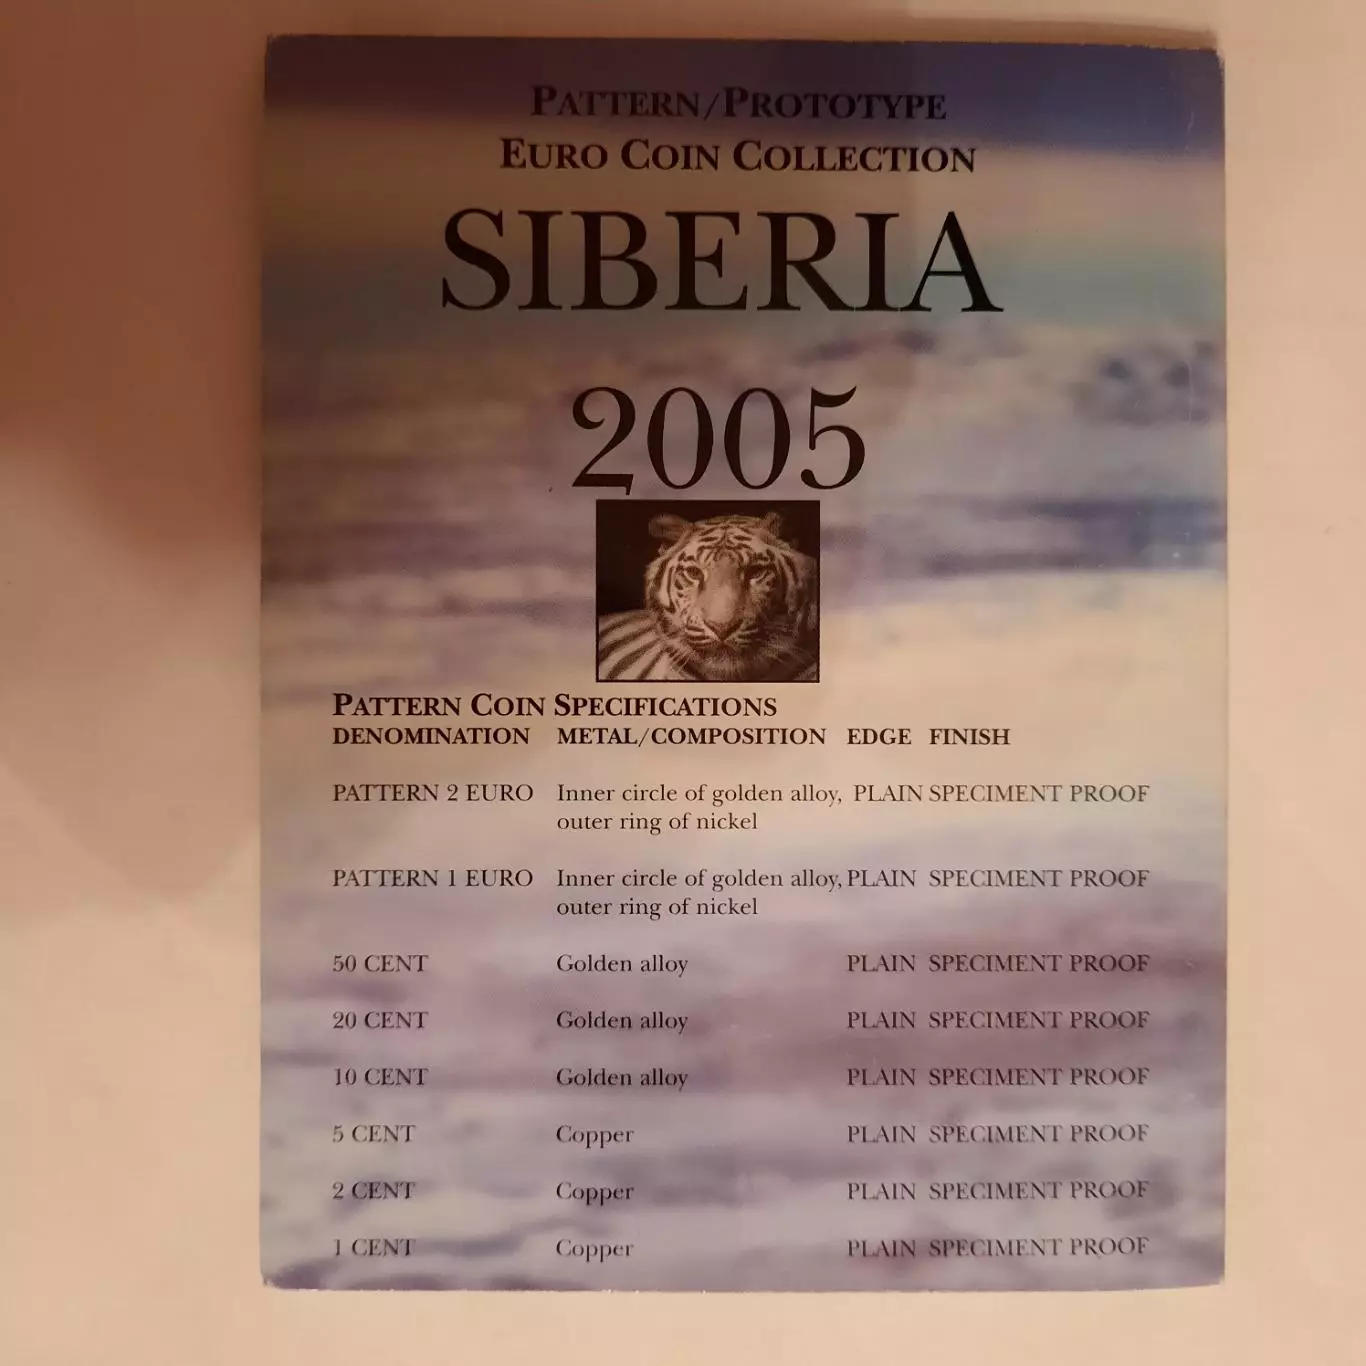 PATTERN/PROTOTYPE
EURO COIN COLLECTION
SIBERIA
2005
PATTERN COIN SPECIFICATIONS
DENOMINATION METAL/COMPOSITION EDGE FINISH
PATTERN 2 EURO Inner circle of golden alloy, PLAIN SPECIMENT PROOF
outer ring of nickel
PATTERN 1 EURO Inner circle of golden alloy, PLAIN SPECIMENT PROOF
outer ring of nickel
50 CENT Golden alloy PLAIN SPECIMENT PROOF
20 CENT Golden alloy PLAIN SPECIMENT PROOF
10 CENT Golden alloy PLAIN SPECIMENT PROOF
5 CENT Copper PLAIN SPECIMENT PROOF
2 CENT Copper PLAIN SPECIMENT PROOF
1 CENT Copper PLAIN SPECIMENT PROOF